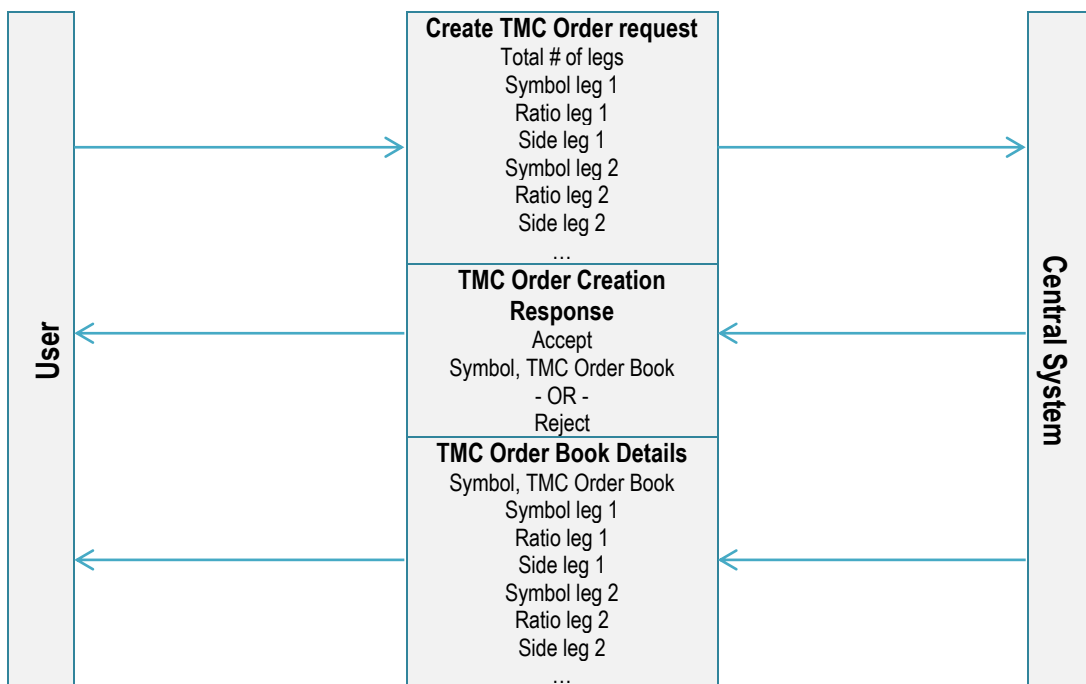 User
Create TMC Order request
Total # of legs
Symbol leg 1
Ratio leg 1
Side leg 1
Symbol leg 2
Ratio leg 2
Side leg 2
…
TMC Order Creation
Response
Accept
Symbol, TMC Order Book
- OR -
Reject
TMC Order Book Details
Symbol, TMC Order Book
Symbol leg 1
Ratio leg 1
Side leg 1
Symbol leg 2
Ratio leg 2
Side leg 2
…
Central System